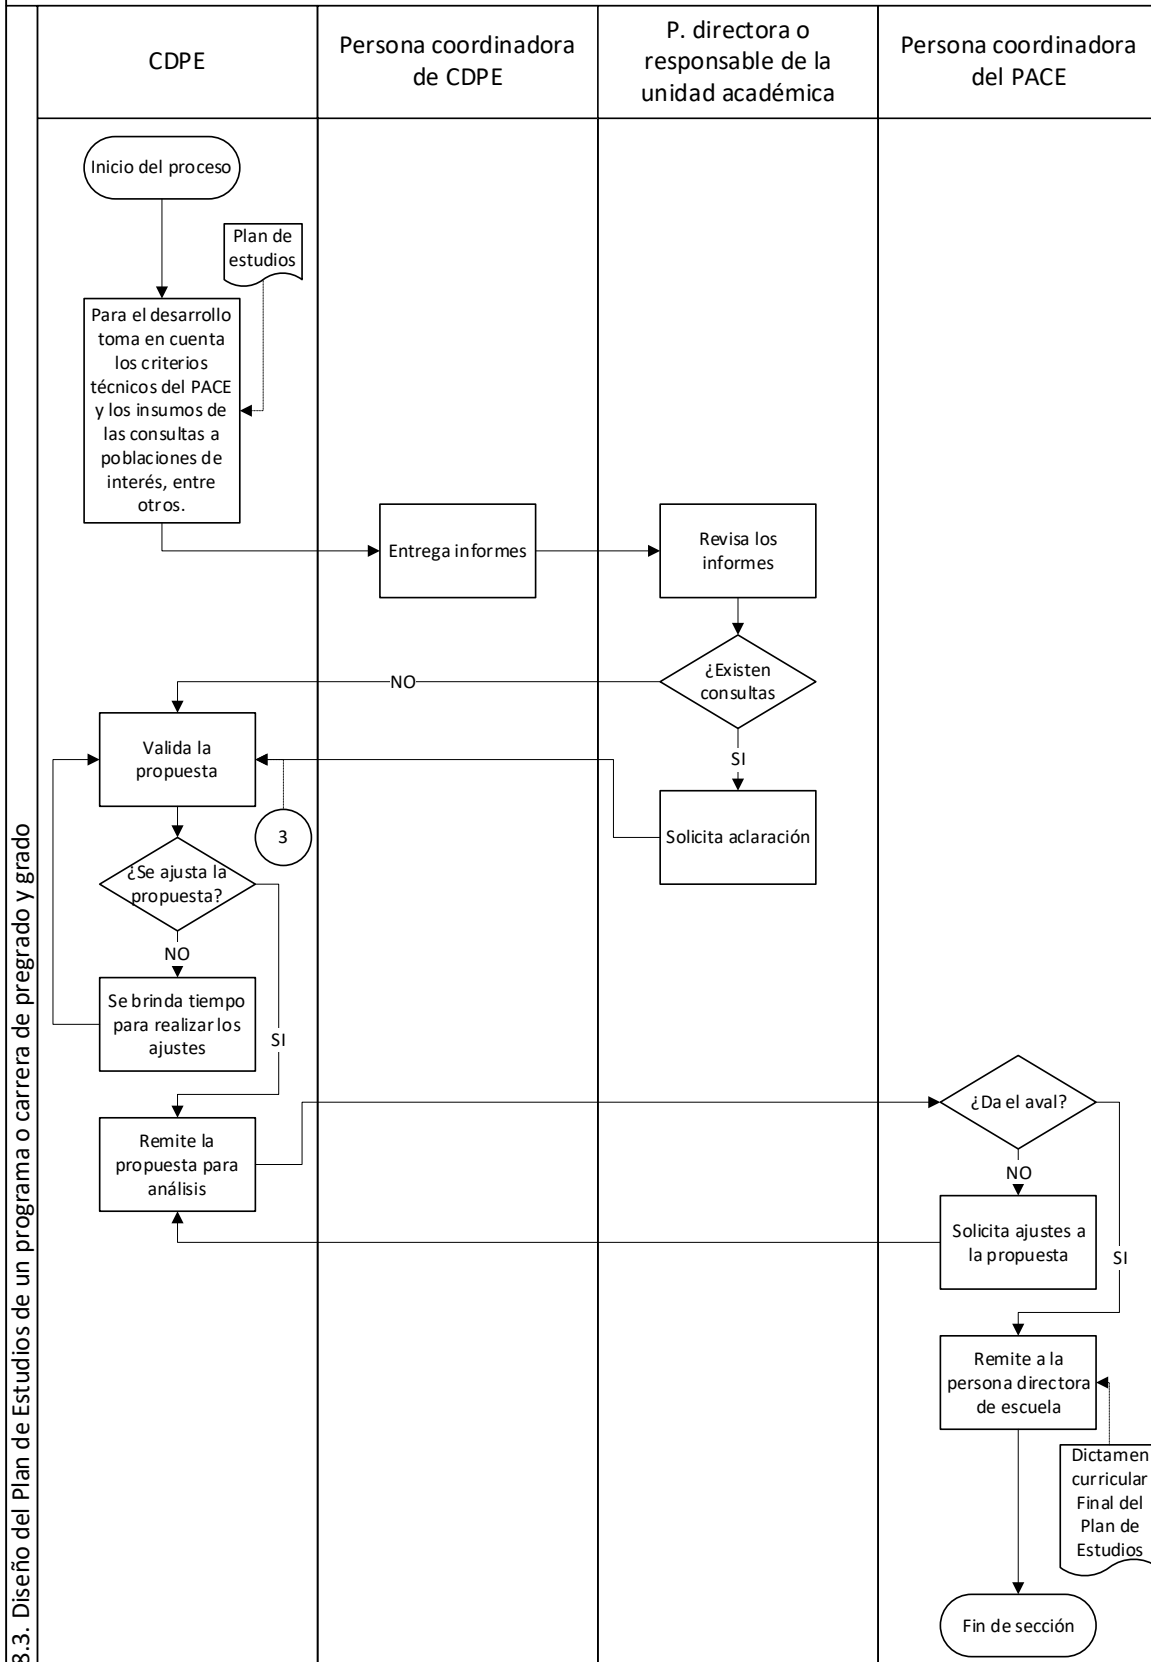 CDPE
Persona coordinadora
de CDPE
P. directora o
responsable de la
unidad académica
Persona coordinadora
del PACE
Inicio del proceso
Plan de
estudios
Para el desarrollo
toma en cuenta
los criterios
técnicos del PACE
y los insumos de
las consultas a
poblaciones de
interés, entre
otros.
Entrega informes
Revisa los
informes
¿Existen
consultas
NO
SI
Valida la
propuesta
Solicita aclaración
3
¿Se ajusta la
propuesta?
NO
Se brinda tiempo
para realizar los
ajustes
SI
Remite la
propuesta para
análisis
¿Da el aval?
NO
Solicita ajustes a
la propuesta
SI
Remite a la
persona directora
de escuela
Dictamen
curricular
Final del
Plan de
Estudios
Fin de sección
8.3. Diseño del Plan de Estudios de un programa o carrera de pregrado y grado